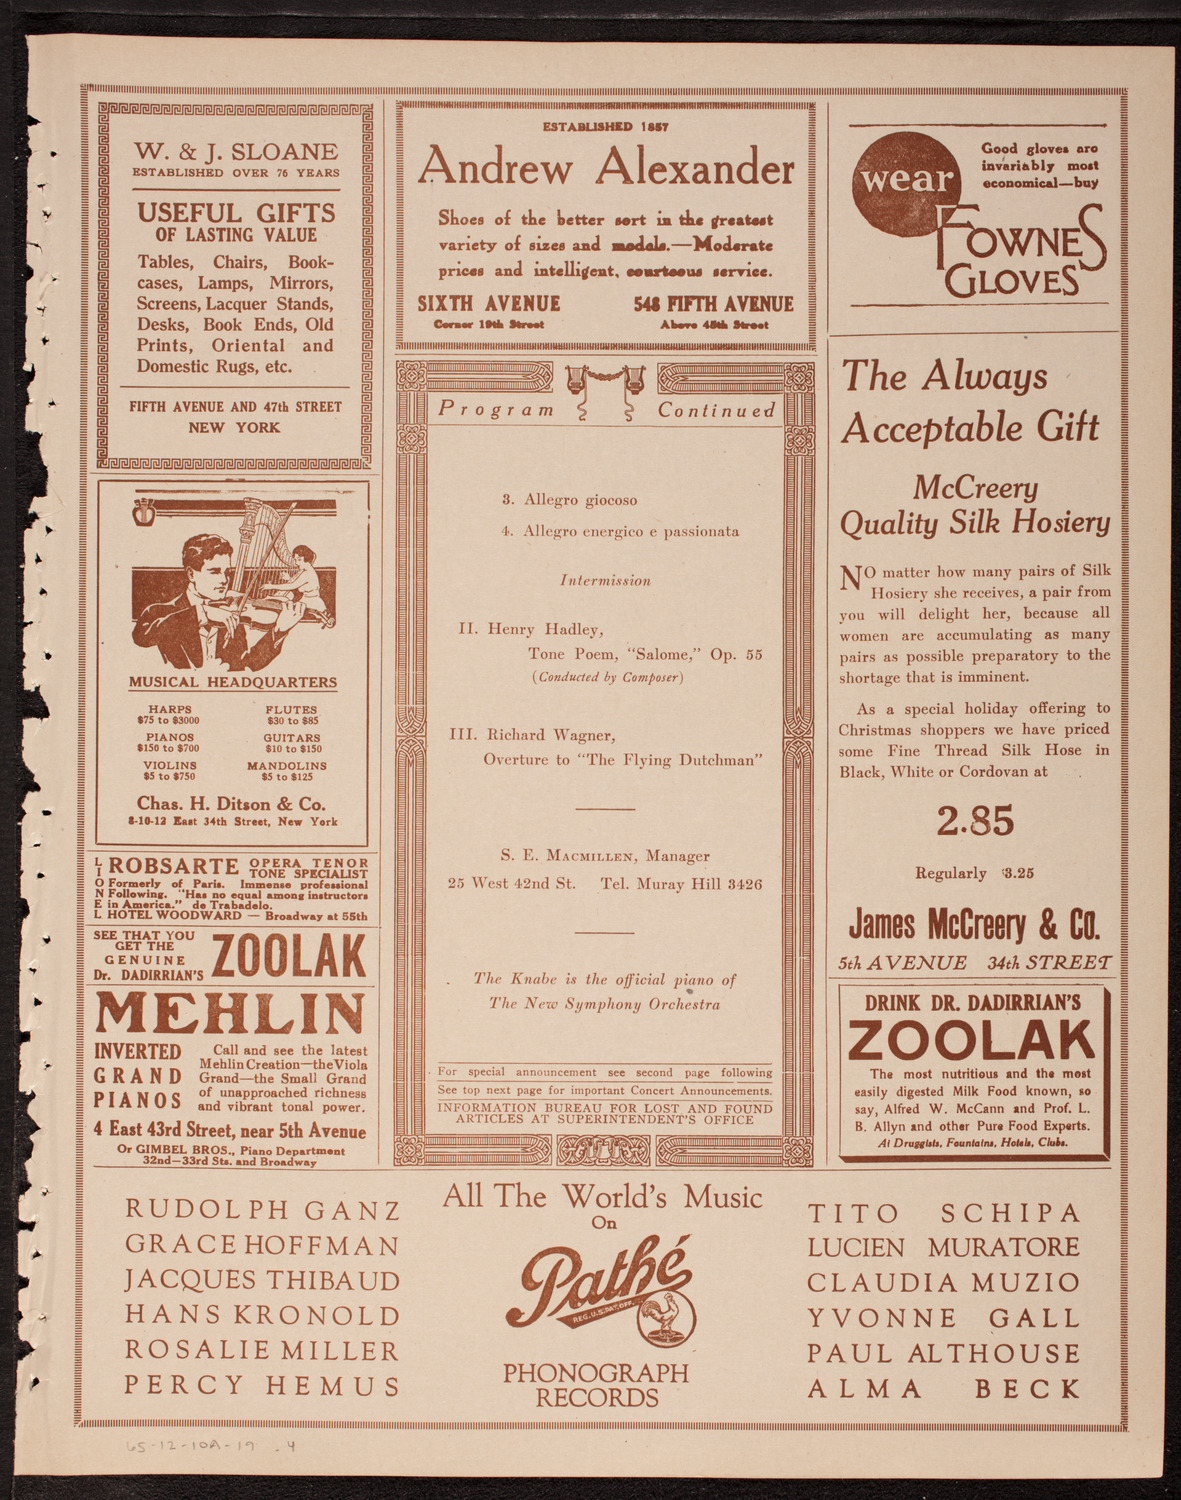 W. & J. SLOANE
ESTABLISHED OVER 76 YEARS
USEFUL GIFTS
OF LASTING VALUE
Tables, Chairs, Book-
cases, Lamps, Mirrors,
Screens, Lacquer Stands,
Desks, Book Ends, Old
Prints, Oriental and
Domestic Rugs, etc.
FIFTH AVENUE AND 47th STREET
NEW YORK
MUSICAL HEADQUARTERS
HARPS
$75 to $3000
FLUTES
$30 to $85
PIANOS
$150 to $700
GUITARS
$10 to $150
VIOLINS
$5 to $750
MANDOLINS
$5 to $125
Chas. H. Ditson & Co.
8-10-12 East 34th Street, New York
LIONEL ROBSARTE OPERA TENOR
TONE SPECIALIST
Formerly of Paris. Immense professional
Following. "Has no equal among instructors
in America." de Trabadelo.
HOTEL WOODWARD — Broadway at 55th
SEE THAT YOU
GET THE
GENUINE
Dr. DADIRRIAN'S
ZOOLAK
MEHLIN
INVERTED
GRAND
PIANOS
Call and see the latest
Mehlin Creation—the Viola
Grand—the Small Grand
of unapproached richness
and vibrant tonal power.
4 East 43rd Street, near 5th Avenue
Or GIMBEL BROS., Piano Department
32nd—33rd Sts. and Broadway
ESTABLISHED 1857
Andrew Alexander
Shoes of the better sort in the greatest
variety of sizes and models.—Moderate
prices and intelligent, courteous service.
SIXTH AVENUE
Corner 19th Street
548 FIFTH AVENUE
Above 45th Street
Program Continued
3. Allegro giocoso
4. Allegro energico e passionata
Intermission
II. Henry Hadley,
Tone Poem, "Salome," Op. 55
(Conducted by Composer)
III. Richard Wagner,
Overture to "The Flying Dutchman"
S. E. MACMILLEN, Manager
25 West 42nd St. Tel. Muray Hill 3426
The Knabe is the official piano of
The New Symphony Orchestra
For special announcement see second page following
See top next page for important Concert Announcements.
INFORMATION BUREAU FOR LOST AND FOUND
ARTICLES AT SUPERINTENDENT'S OFFICE
Good gloves are
invariably most
economical—buy
wear
FOWNES
GLOVES
The Always
Acceptable Gift
McCreery
Quality Silk Hosiery
NO matter how many pairs of Silk
Hosiery she receives, a pair from
you will delight her, because all
women are accumulating as many
pairs as possible preparatory to the
shortage that is imminent.
As a special holiday offering to
Christmas shoppers we have priced
some Fine Thread Silk Hose in
Black, White or Cordovan at
2.85
Regularly $3.25
James McCreery & Co.
5th AVENUE 34th STREET
DRINK DR. DADIRRIAN'S
ZOOLAK
The most nutritious and the most
easily digested Milk Food known, so
say, Alfred W. McCann and Prof. L.
B. Allyn and other Pure Food Experts.
At Druggists, Fountains, Hotels, Clubs.
RUDOLPH GANZ
GRACE HOFFMAN
JACQUES THIBAUD
HANS KRONOLD
ROSALIE MILLER
PERCY HEMUS
All The World's Music
On
Pathé
REG. U.S. PAT. OFF.
PHONOGRAPH
RECORDS
TITO SCHIPA
LUCIEN MURATORE
CLAUDIA MUZIO
YVONNE GALL
PAUL ALTHOUSE
ALMA BECK
65-12-10A-19 .4